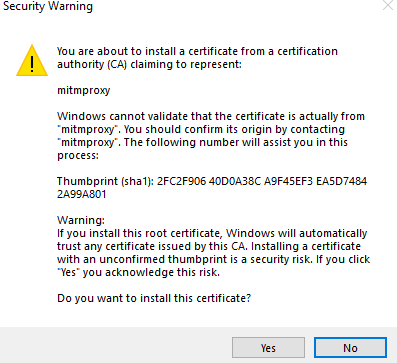 Security Warning
You are about to install a certificate from a certification
authority (CA) claiming to represent:
mitmproxy
Windows cannot validate that the certificate is actually from
"mitmproxy". You should confirm its origin by contacting
"mitmproxy". The following number will assist you in this
process:
Thumbprint (sha1): 2FC2F906 40D0A38C A9F45EF3 EA5D7484
2A99A801
Warning:
If you install this root certificate, Windows will automatically
trust any certificate issued by this CA. Installing a certificate
with an unconfirmed thumbprint is a security risk. If you click
"Yes" you acknowledge this risk.
Do you want to install this certificate?
Yes No